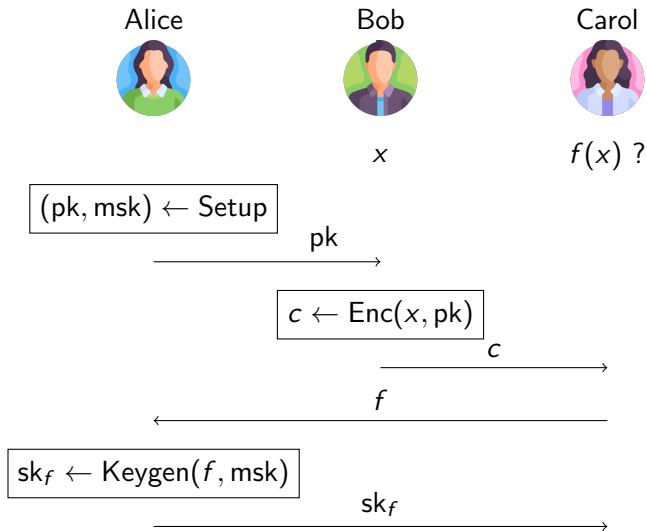 Alice Bob Carol
x f(x) ?
(pk, msk) ← Setup
pk
c ← Enc(x, pk)
c
f
sk_f ← Keygen(f, msk)
sk_f